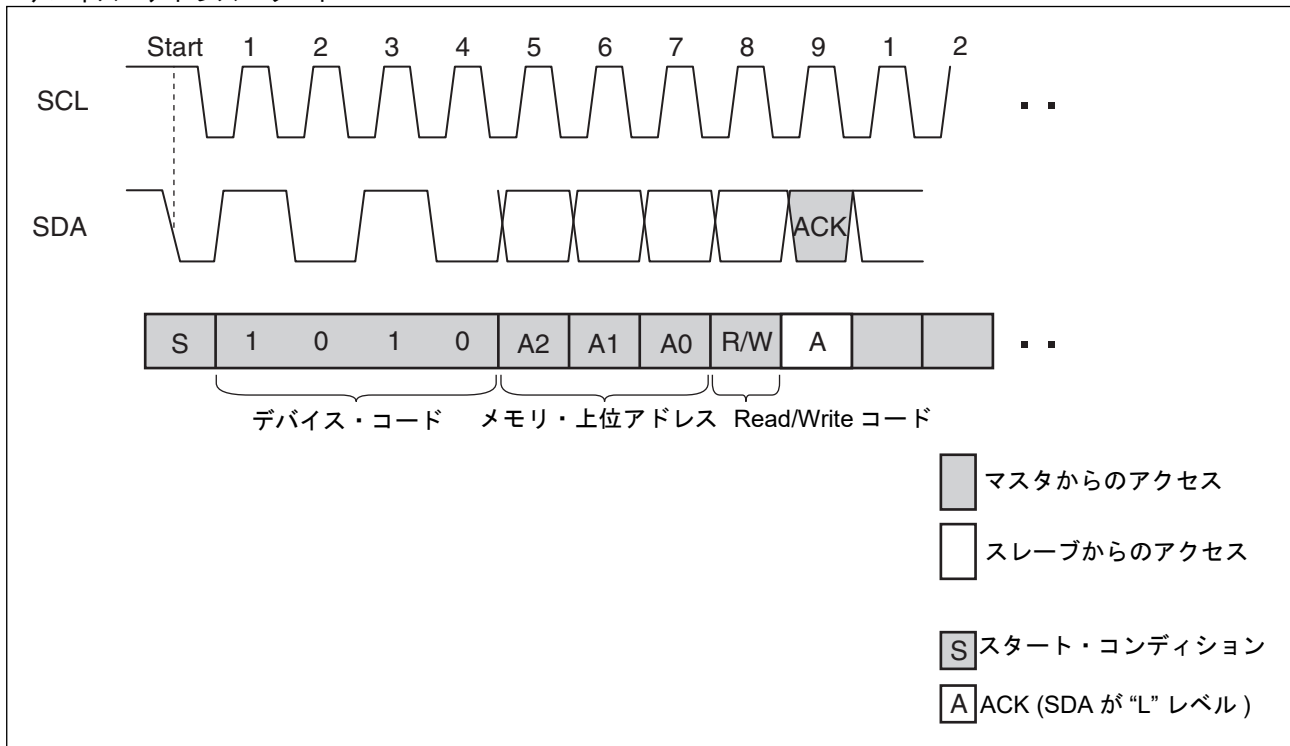 Start 1 2 3 4 5 6 7 8 9 1 2
SCL
SDA
ACK
S 1 0 1 0 A2 A1 A0 R/W A
デバイス・コード メモリ・上位アドレス Read/Write コード
マスタからのアクセス
スレーブからのアクセス
S スタート・コンディション
A ACK (SDA が “L” レベル )